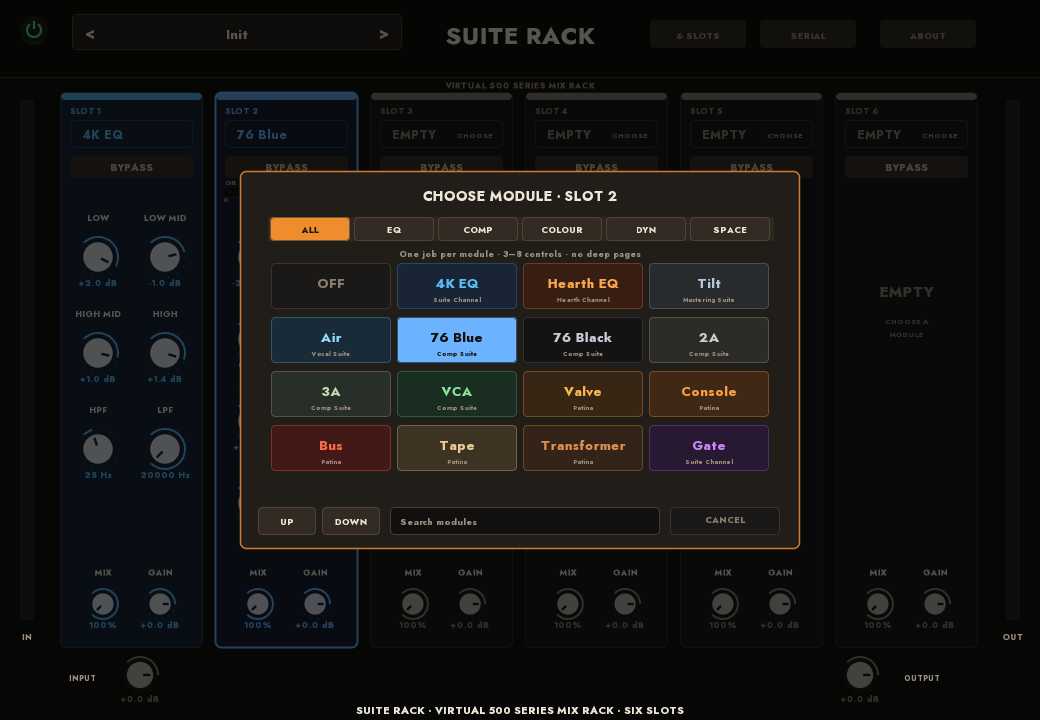 < Init >
SUITE RACK
6 SLOTS
SERIAL
ABOUT
VIRTUAL 500 SERIES MIX RACK
SLOT 1
SLOT 2
SLOT 3
SLOT 4
SLOT 5
SLOT 6
4K EQ
76 Blue
EMPTY CHOOSE
EMPTY CHOOSE
EMPTY CHOOSE
EMPTY CHOOSE
BYPASS
BYPASS
BYPASS
BYPASS
BYPASS
BYPASS
GR
LOW
LOW MID
+2.0 dB
-1.0 dB
HIGH MID
HIGH
+1.0 dB
+1.4 dB
HPF
LPF
28 Hz
20000 Hz
CHOOSE MODULE · SLOT 2
ALL
EQ
COMP
COLOUR
DYN
SPACE
One job per module · 3–8 controls · no deep pages
OFF
4K EQ
Suite Channel
Hearth EQ
Hearth Channel
Tilt
Mastering Suite
Air
Vocal Suite
76 Blue
Comp Suite
76 Black
Comp Suite
2A
Comp Suite
3A
Comp Suite
VCA
Comp Suite
Valve
Patina
Console
Patina
Bus
Patina
Tape
Patina
Transformer
Patina
Gate
Suite Channel
UP
DOWN
Search modules
CANCEL
EMPTY
CHOOSE A
MODULE
MIX
GAIN
MIX
GAIN
MIX
GAIN
MIX
GAIN
MIX
GAIN
MIX
GAIN
100%
+0.0 dB
100%
+0.0 dB
100%
+0.0 dB
100%
+0.0 dB
100%
+0.0 dB
100%
+0.0 dB
IN
OUT
INPUT
+0.0 dB
+0.0 dB
OUTPUT
SUITE RACK · VIRTUAL 500 SERIES MIX RACK · SIX SLOTS